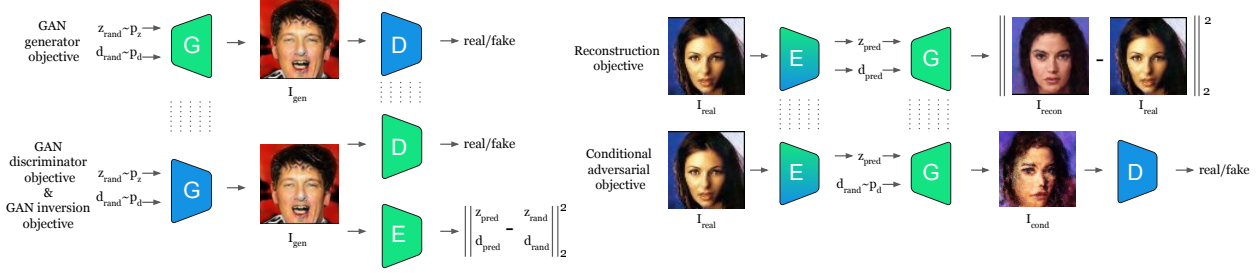 GAN
generator
objective
z_rand~p_z
d_rand~p_d
G
I_gen
D
real/fake
GAN
discriminator
objective
&
GAN inversion
objective
z_rand~p_z
d_rand~p_d
G
I_gen
D
real/fake
E
|| z_pred - z_rand ||^2
d_pred d_rand 2
Reconstruction
objective
I_real
E
z_pred
d_pred
G
|| I_recon - I_real ||^2_2
Conditional
adversarial
objective
I_real
E
z_pred
d_rand~p_d
G
I_cond
D
real/fake